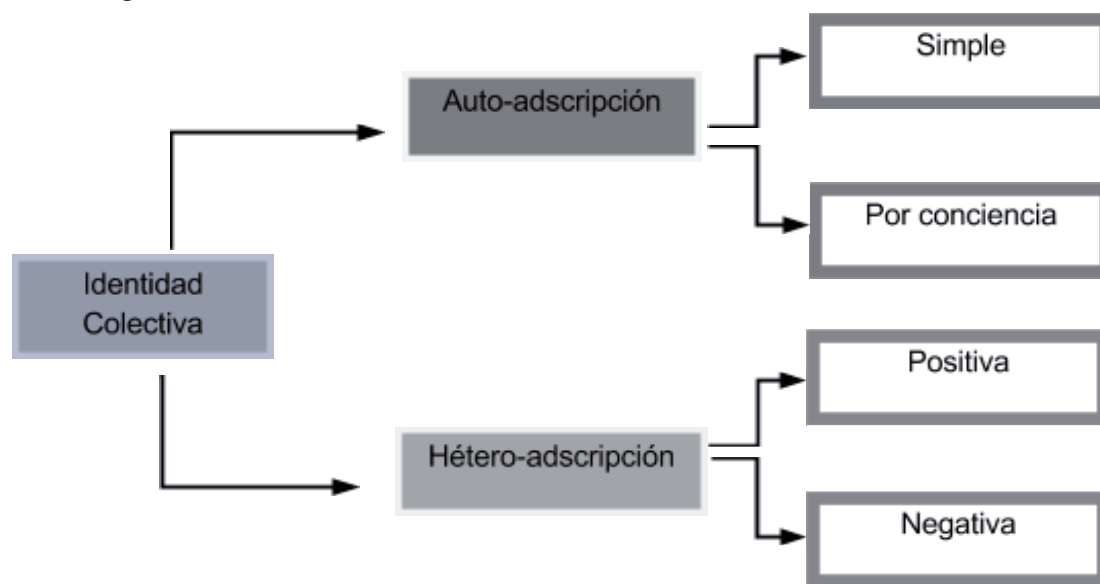 Identidad
Colectiva
Auto-adscripción
Simple
Por conciencia
Hétero-adscripción
Positiva
Negativa